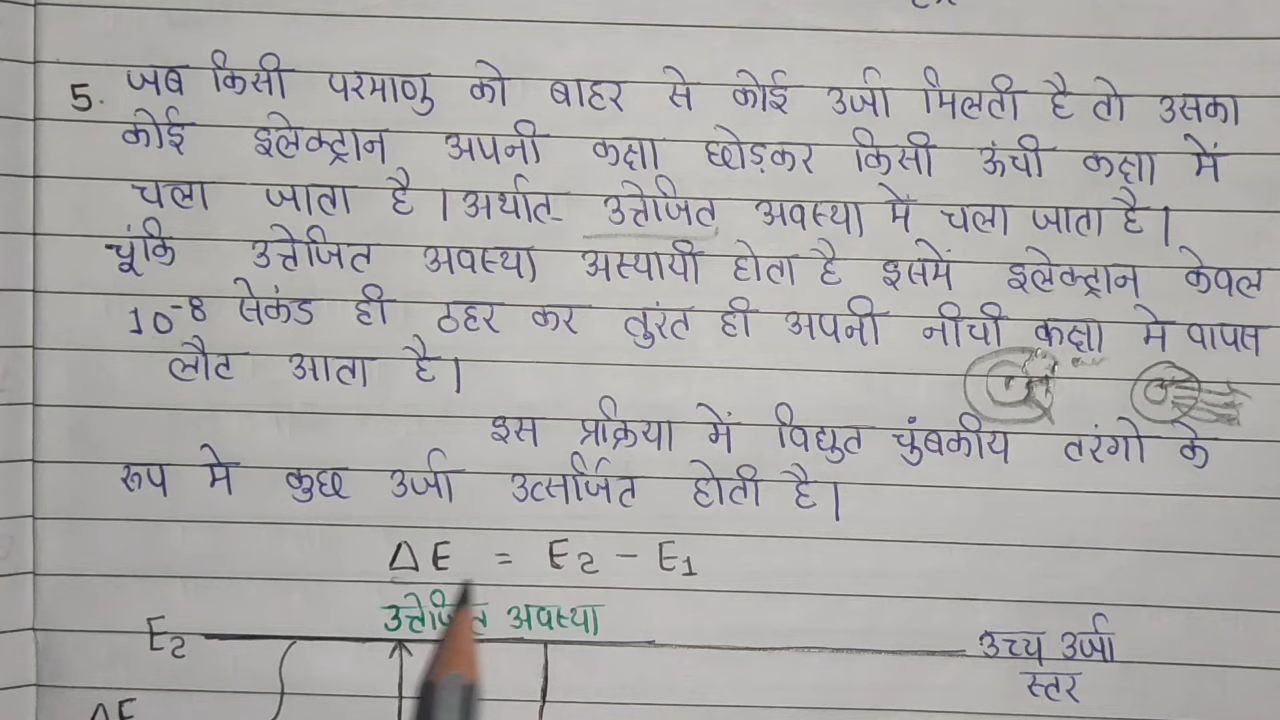 5. जब किसी परमाणु को बाहर से कोई उर्जा मिलती है तो उसका
कोई इलेक्ट्रान अपनी कक्षा छोड़कर किसी ऊंची कक्षा में
चला जाता है । अर्थात- उत्तेजित अवस्था में चला जाता है।
चूंकि उत्तेजित अवस्था अस्थायी होता है इसमें इलेक्ट्रान केवल
10⁻⁸ सेकंड ही ठहर कर तुरंत ही अपनी नीची कक्षा मे वापस
लौट आता है।
इस प्रक्रिया में विद्युत चुंबकीय तरंगो के
रूप मे कुछ उर्जा उत्सर्जित होती है।
ΔE = E₂ − E₁
उत्तेजित अवस्था
E₂ उच्च उर्जा
स्तर
ΔE